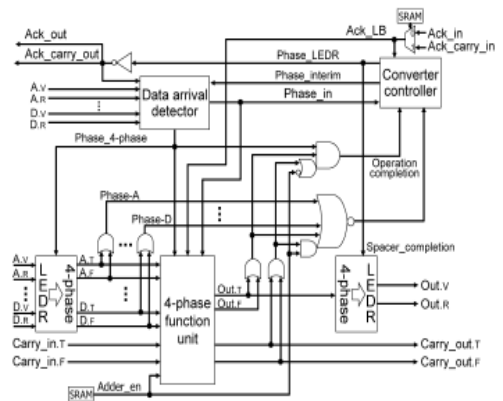 Ack_out
Ack_carry_out
SRAM
Ack_in
Ack_carry_in
Ack_LB
Phase_LEDR
Phase_interim
Phase_in
Converter
controller
A.V
A.R
D.V
D.R
Data arrival
detector
Phase_4-phase
Operation
completion
Phase-A
Phase-D
Spacer_completion
A.V
A.R
D.V
D.R
LEDR
4-phase
A.T
A.F
D.T
D.F
4-phase
function
unit
Out.T
Out.F
4-phase
LEDR
Out.V
Out.R
Carry_in.T
Carry_in.F
Carry_out.T
Carry_out.F
SRAM
Adder_en